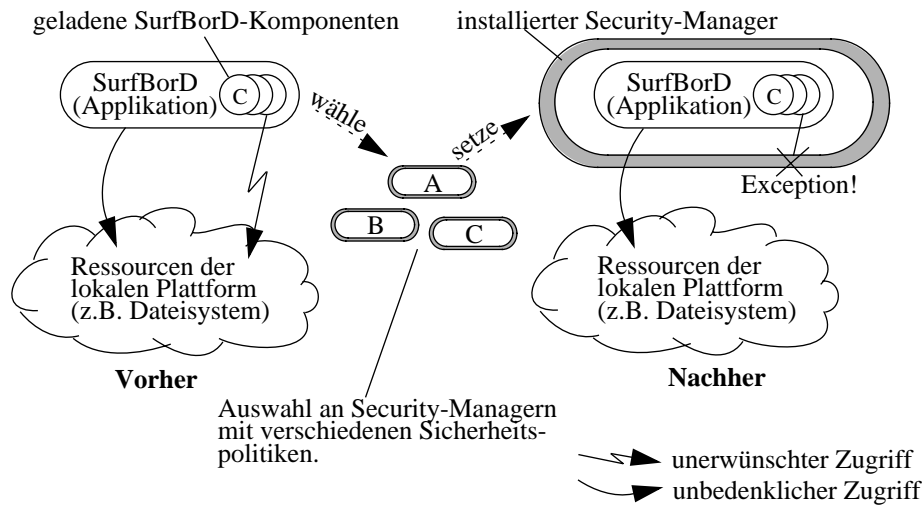 geladene SurfBorD-Komponenten
SurfBorD
(Applikation)
C
wähle
setze
installierter Security-Manager
SurfBorD
(Applikation)
C
Exception!
A
B
C
Ressourcen der
lokalen Plattform
(z.B. Dateisystem)
Vorher
Ressourcen der
lokalen Plattform
(z.B. Dateisystem)
Nachher
Auswahl an Security-Managern
mit verschiedenen Sicherheits-
politiken.
unerwünschter Zugriff
unbedenklicher Zugriff